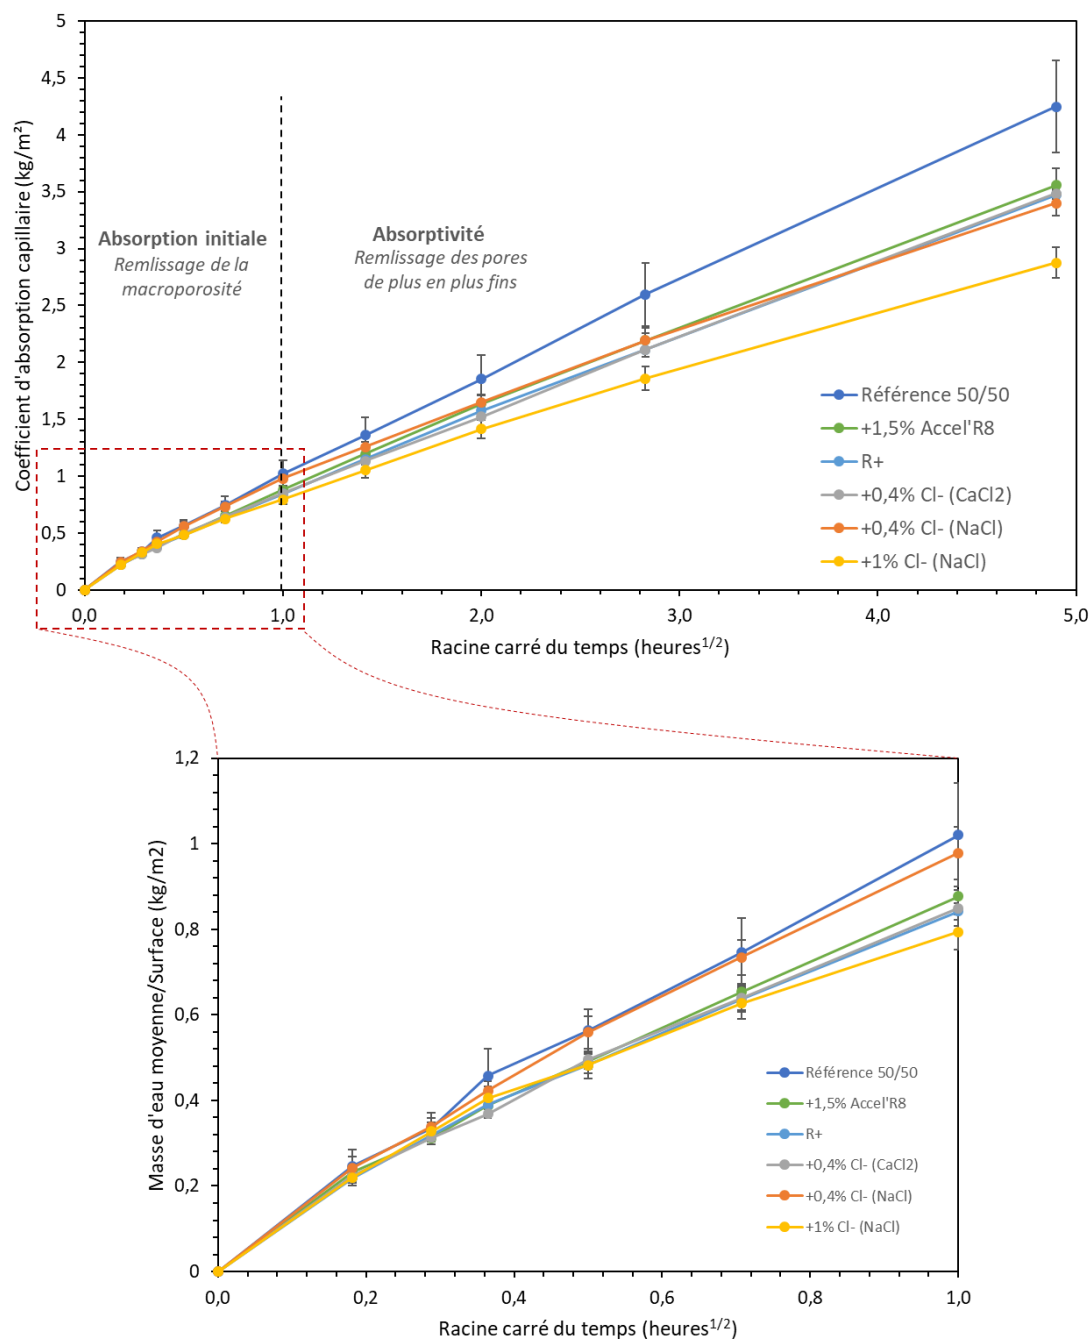 5
4,5
4
3,5
3
2,5
2
1,5
1
0,5
0
Coefficient d'absorption capillaire (kg/m²)
Absorption initiale
Remlissage de la
macroporosité
Absorptivité
Remlissage des pores
de plus en plus fins
Référence 50/50
+1,5% Accel'R8
R+
+0,4% Cl- (CaCl2)
+0,4% Cl- (NaCl)
+1% Cl- (NaCl)
0,0 1,0 2,0 3,0 4,0 5,0
Racine carré du temps (heures^1/2)
1,2
1
0,8
0,6
0,4
0,2
0
Masse d'eau moyenne/Surface (kg/m2)
Référence 50/50
+1,5% Accel'R8
R+
+0,4% Cl- (CaCl2)
+0,4% Cl- (NaCl)
+1% Cl- (NaCl)
0,0 0,2 0,4 0,6 0,8 1,0
Racine carré du temps (heures^1/2)